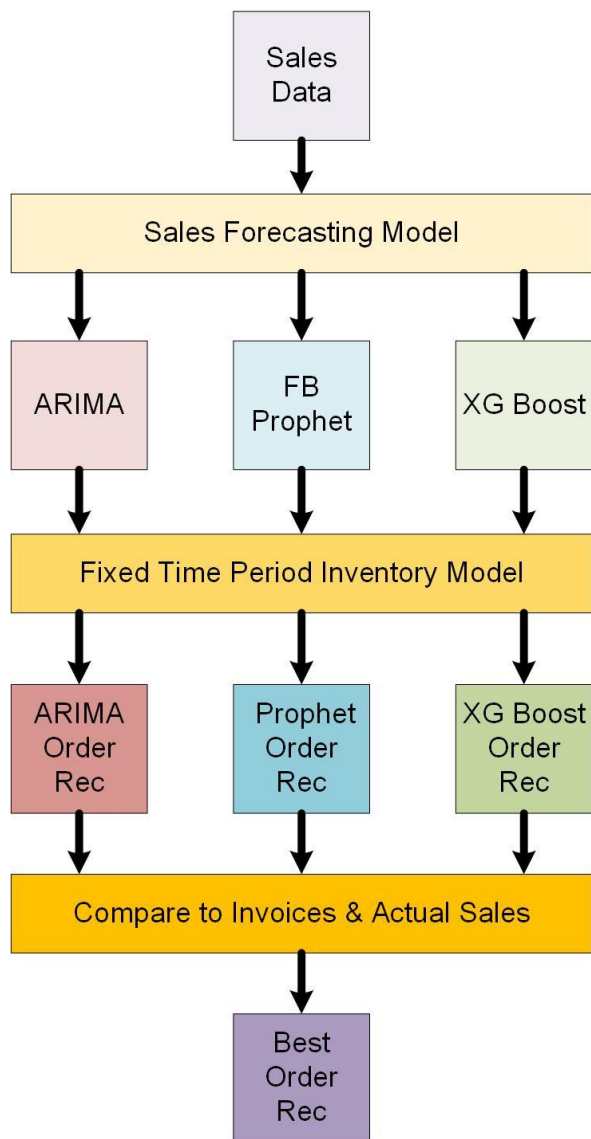 Sales
Data
Sales Forecasting Model
ARIMA
FB
Prophet
XG Boost
Fixed Time Period Inventory Model
ARIMA
Order
Rec
Prophet
Order
Rec
XG Boost
Order
Rec
Compare to Invoices & Actual Sales
Best
Order
Rec